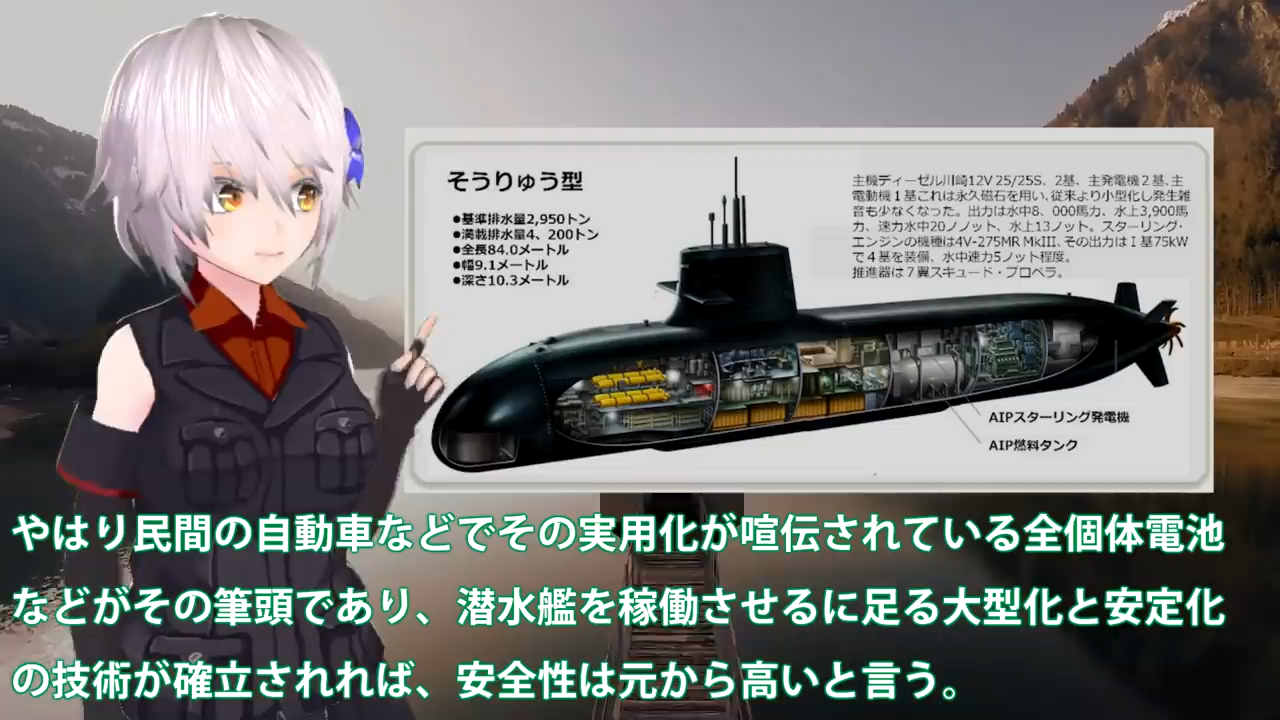 そうりゅう型
●基準排水量2,950トン
●満載排水量4、200トン
●全長84.0メートル
●幅9.1メートル
●深さ10.3メートル
主機ディーゼル川崎12V 25/25S、2基、主発電機2基、主
電動機1基これは永久磁石を用い、従来より小型化し発生雑
音も少なくなった。出力は水中8、000馬力、水上3,900馬
力、速力水中20ノノット、水上13ノット。スターリング・
エンジンの機種は4V-275MR MkIII、その出力はI基75kW
で4基を装備、水中速力5ノット程度。
推進器は7翼スキュード・プロペラ。
AIPスターリング発電機
AIP燃料タンク
やはり民間の自動車などでその実用化が喧伝されている全個体電池
などがその筆頭であり、潜水艦を稼働させるに足る大型化と安定化
の技術が確立されれば、安全性は元から高いと言う。